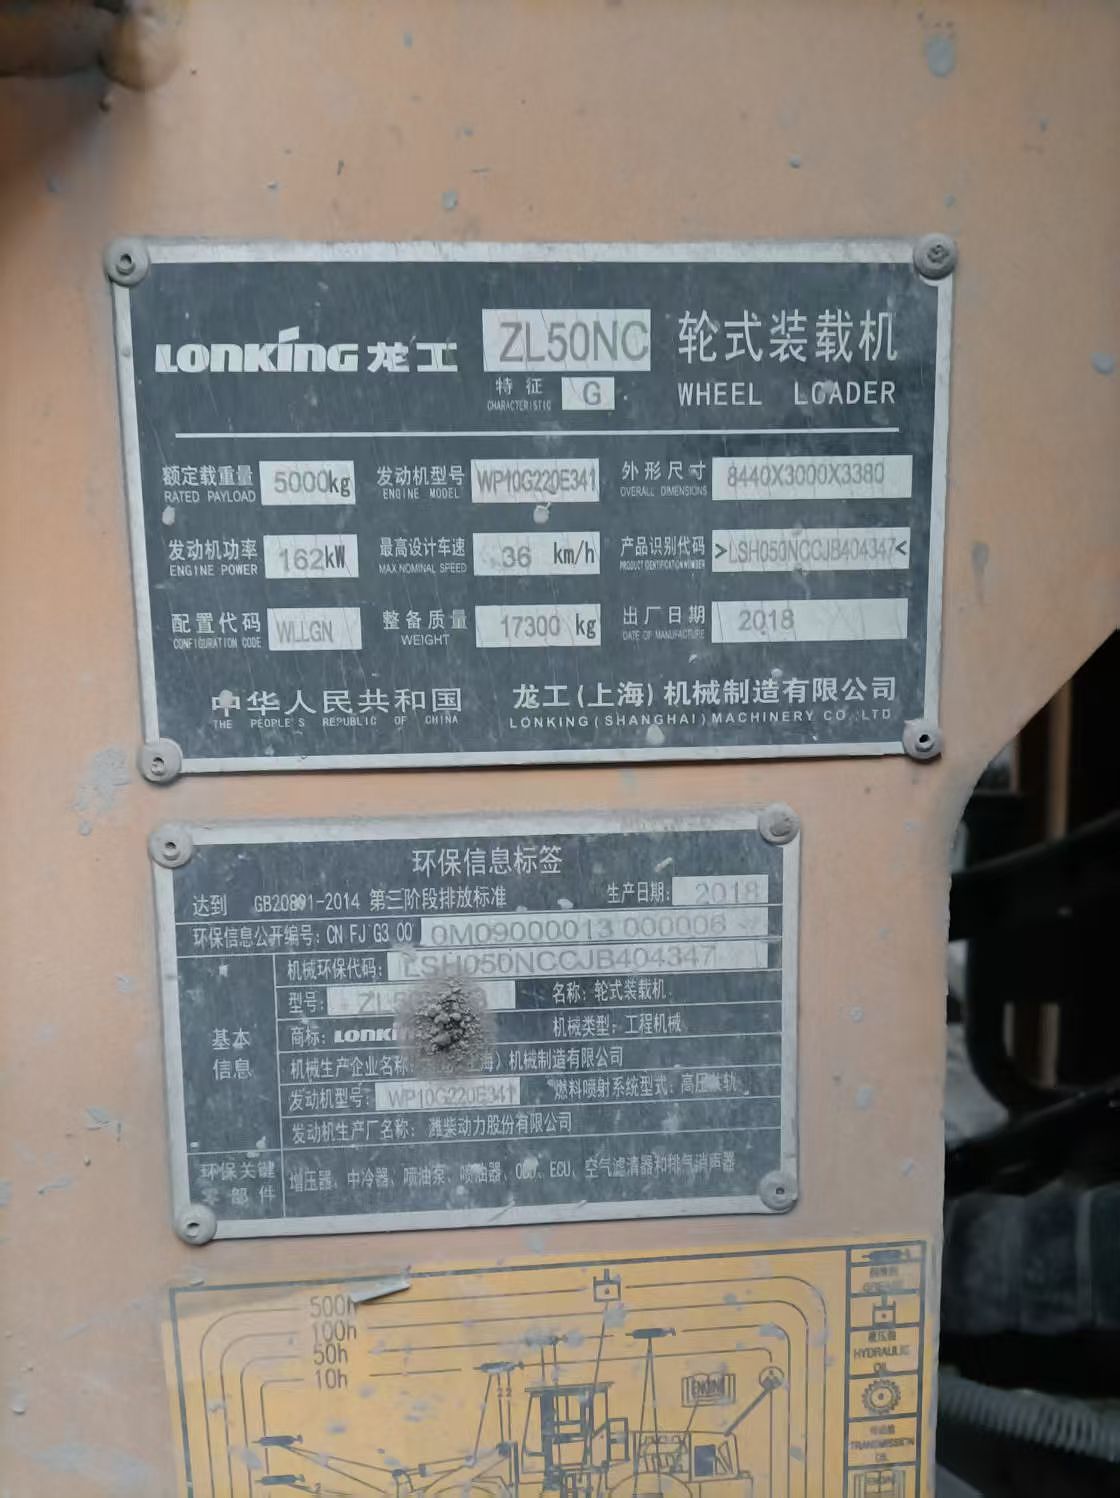 LONKING 龙工 ZL50NC 轮式装载机
特征 G WHEEL LOADER
CHARACTERISTIC
额定载重量 5000kg 发动机型号 WP10G220E341 外形尺寸 8440X3000X3380
RATED PAYLOAD ENGINE MODEL OVERALL DIMENSIONS
发动机功率 162kW 最高设计车速 36 km/h 产品识别代码 >LSH050NCCJB404347<
ENGINE POWER MAX NOMINAL SPEED PRODUCT IDENTIFICATION NUMBER
配置代码 WLLGN 整备质量 17300 kg 出厂日期 2018
CONFIGURATION CODE WEIGHT DATE OF MANUFACTURE
中华人民共和国 龙工(上海)机械制造有限公司
THE PEOPLE'S REPUBLIC OF CHINA LONKING(SHANGHAI)MACHINERY CO.,LTD
环保信息标签
达到 GB20891-2014 第三阶段排放标准 生产日期: 2018
环保信息公开编号: CN FJ G3 00 0M09000013 000006
机械环保代码: LSH050NCCJB404347
型号: 名称: 轮式装载机
基本信息
商标: 机械类型: 工程机械
机械生产企业名称: 海）机械制造有限公司
发动机型号: WP10G220E341 燃料喷射系统型式: 高压共轨
发动机生产厂名称: 潍柴动力股份有限公司
环保关键零部件
增压器、中冷器、喷油泵、喷油器、ECU、空气滤清器和排气消声器
500h
100h
50h
10h
HYDRAULIC
OIL
TRANSMISSION
OIL
ENGINE